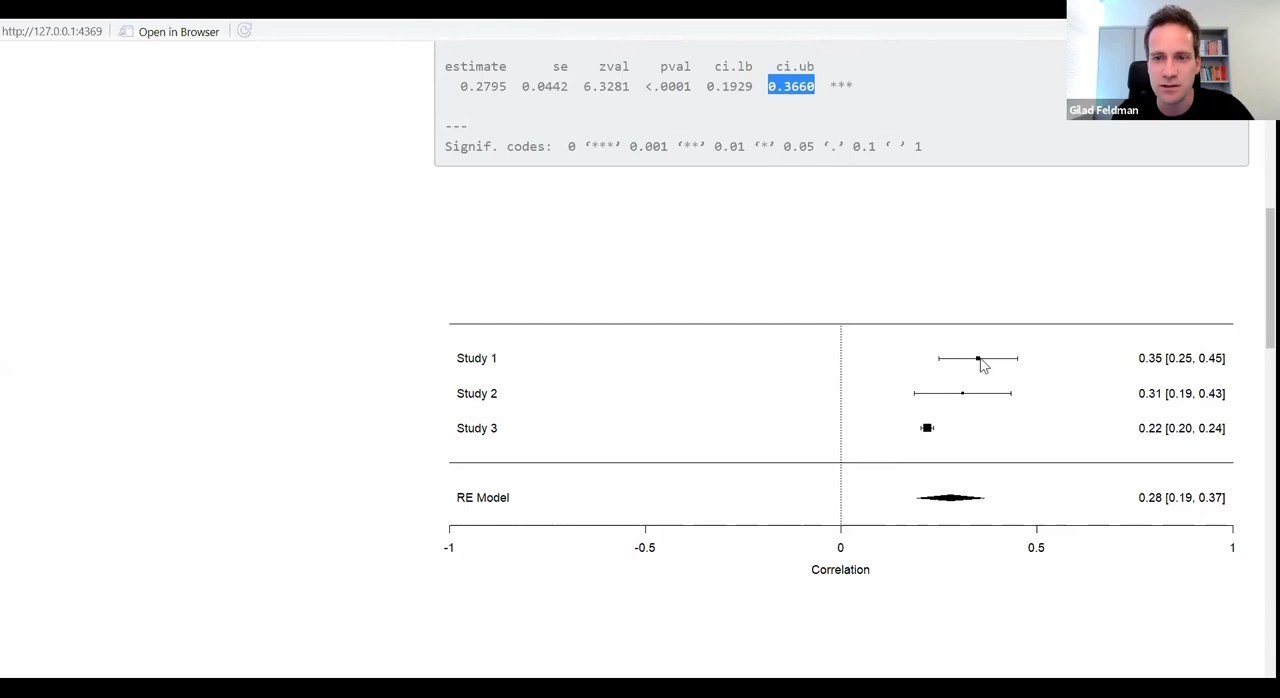 http://127.0.0.1:4369 Open in Browser
estimate se zval pval ci.lb ci.ub
0.2795 0.0442 6.3281 <.0001 0.1929 0.3660 ***
Gilad Feldman
---
Signif. codes: 0 ‘***’ 0.001 ‘**’ 0.01 ‘*’ 0.05 ‘.’ 0.1 ‘ ’ 1
Study 1 0.35 [0.25, 0.45]
Study 2 0.31 [0.19, 0.43]
Study 3 0.22 [0.20, 0.24]
RE Model 0.28 [0.19, 0.37]
-1 -0.5 0 0.5 1
Correlation